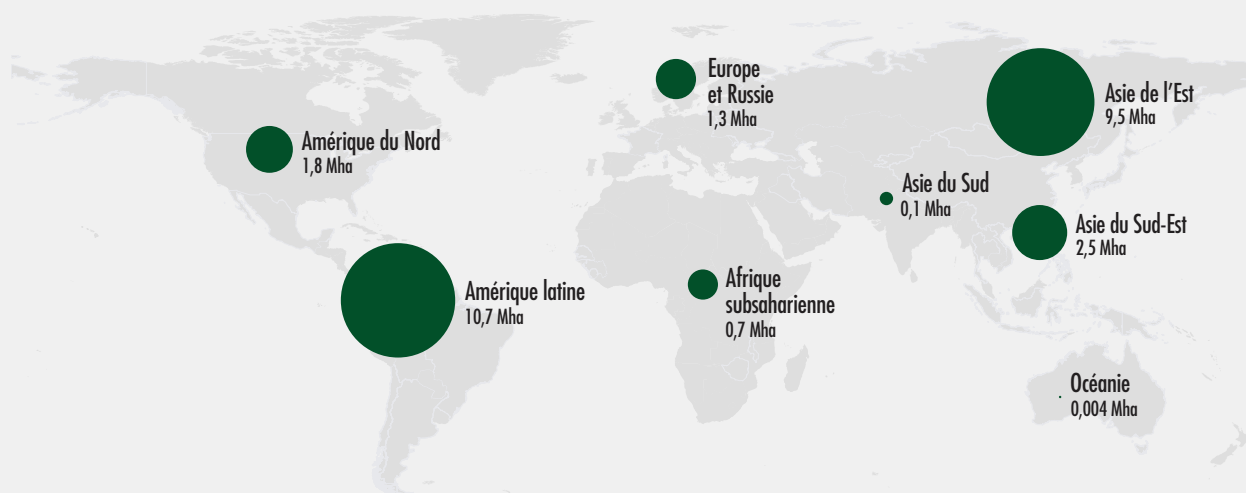 Europe
et Russie
1,3 Mha
Asie de l’Est
9,5 Mha
Amérique du Nord
1,8 Mha
Asie du Sud
0,1 Mha
Asie du Sud-Est
2,5 Mha
Amérique latine
10,7 Mha
Afrique
subsaharienne
0,7 Mha
Océanie
0,004 Mha